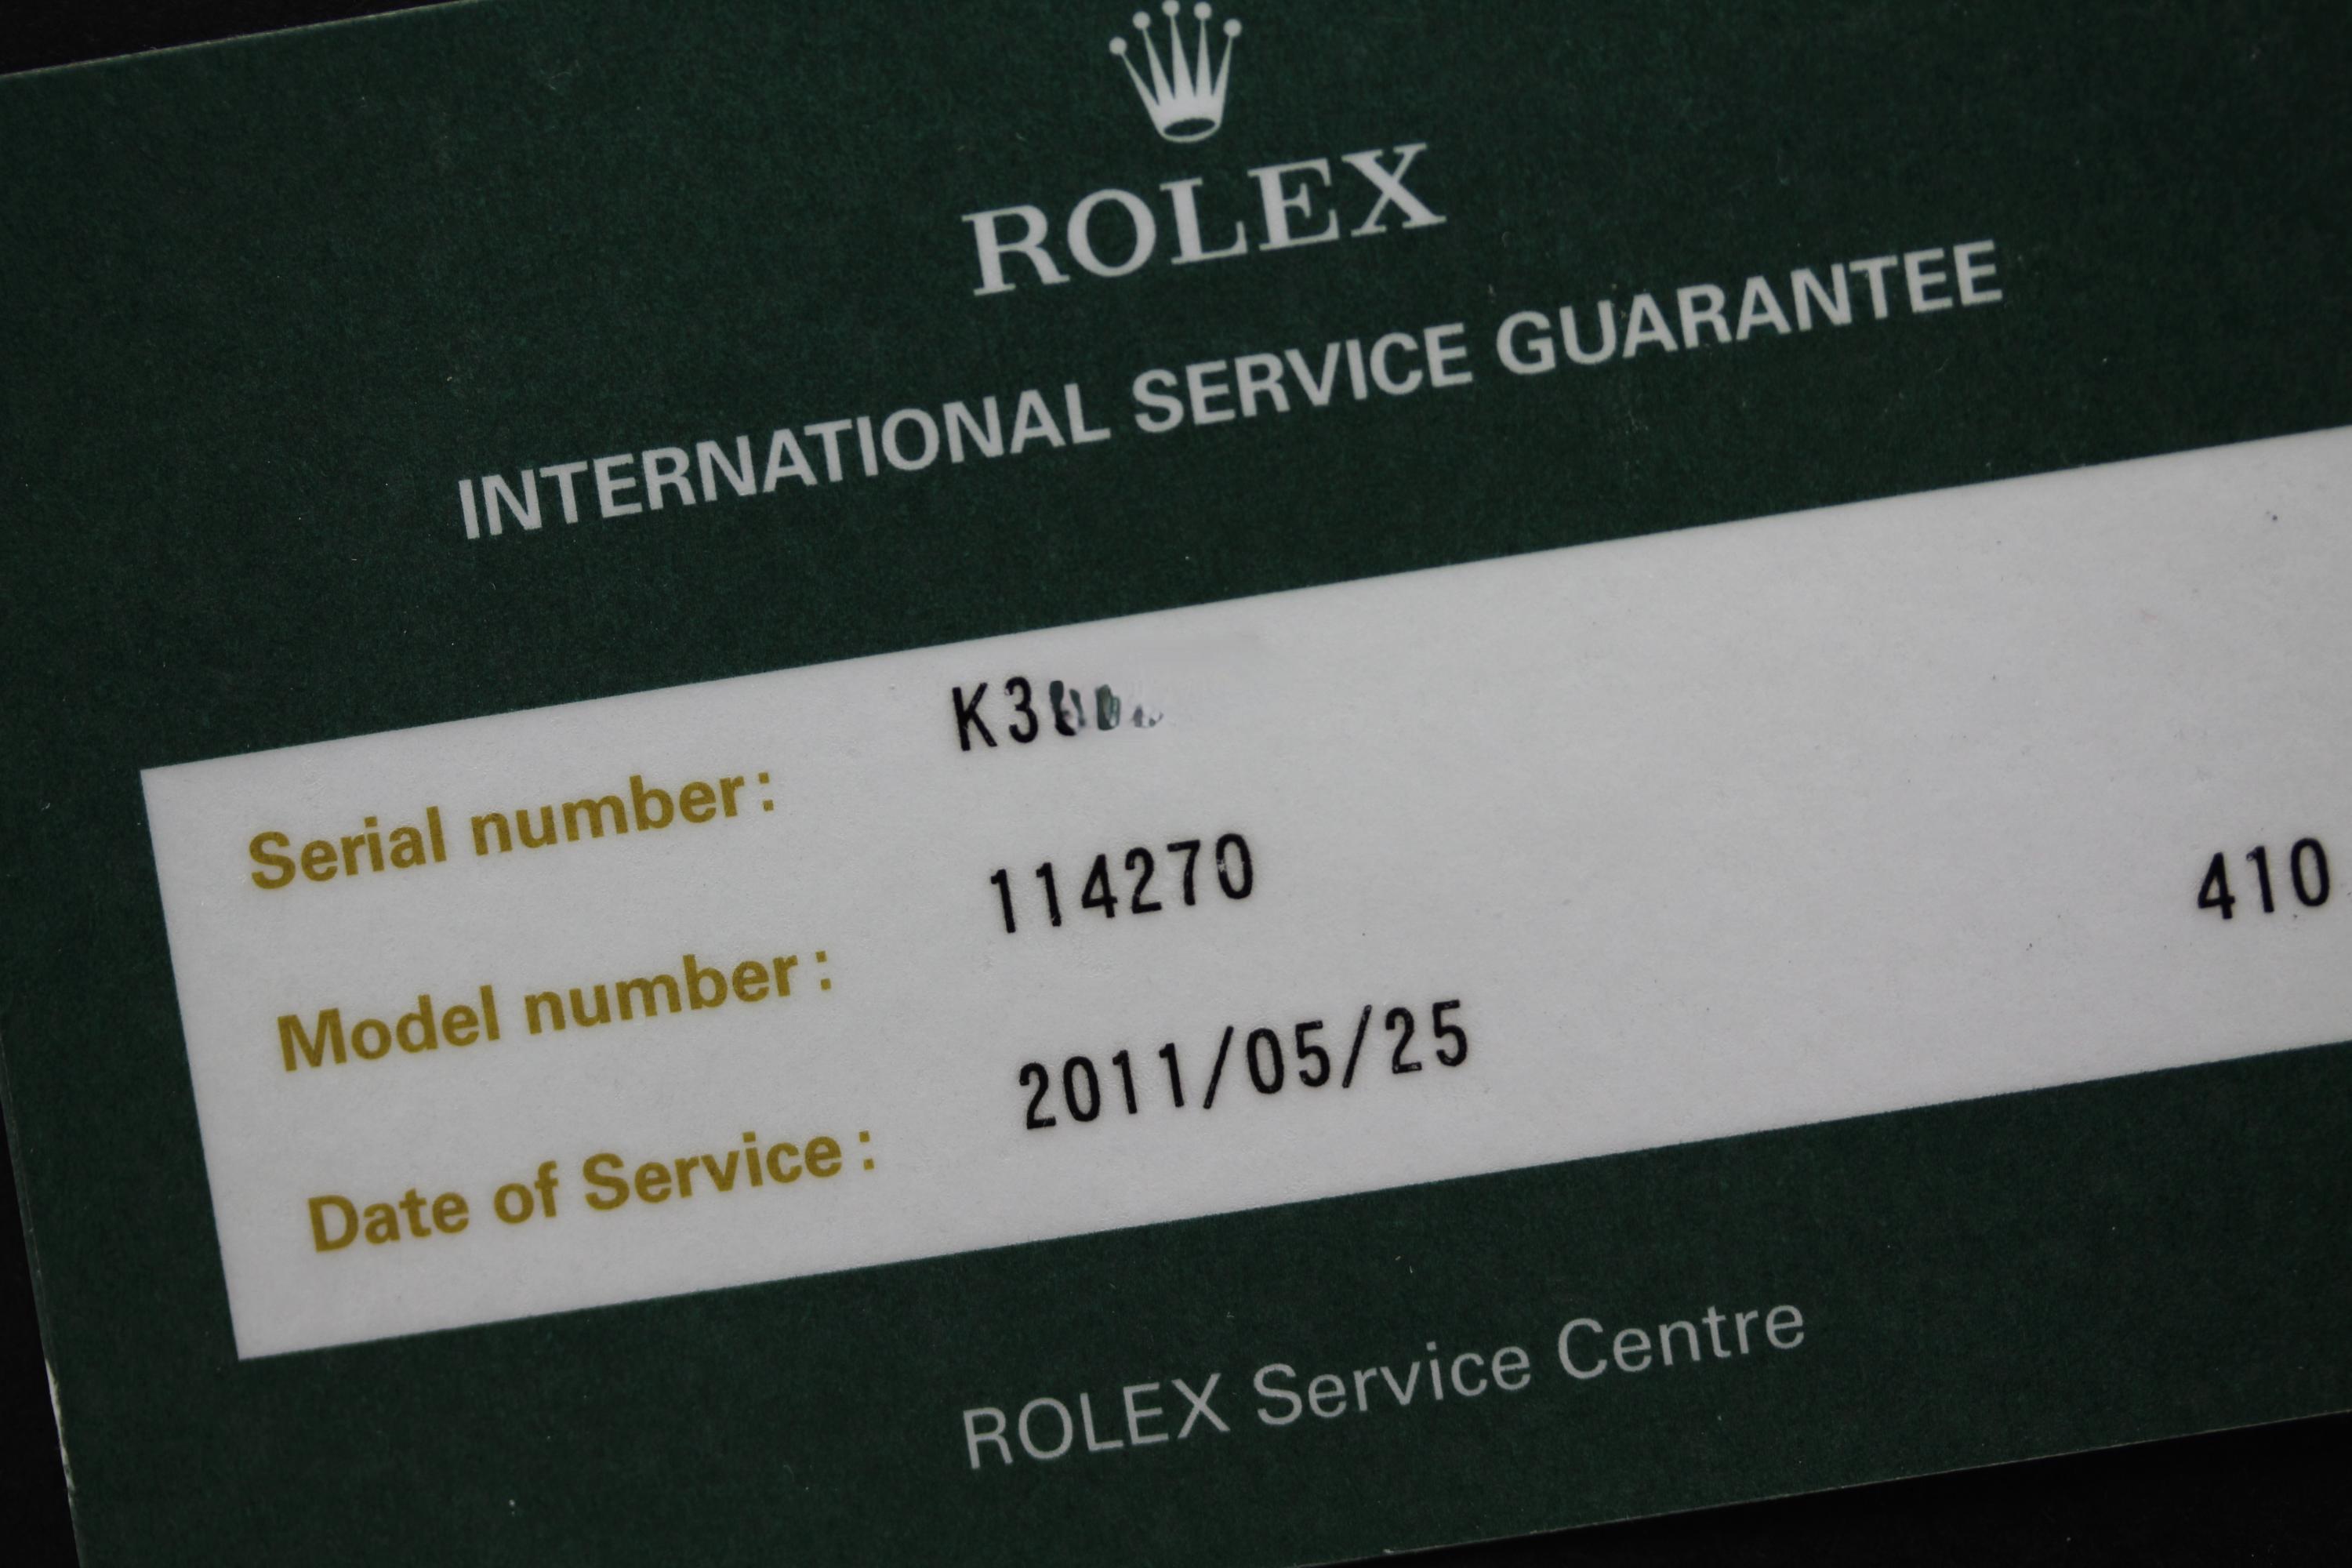 ROLEX
INTERNATIONAL SERVICE GUARANTEE
Serial number:
Model number: 114270 410
Date of Service: 2011/05/25
ROLEX Service Centre